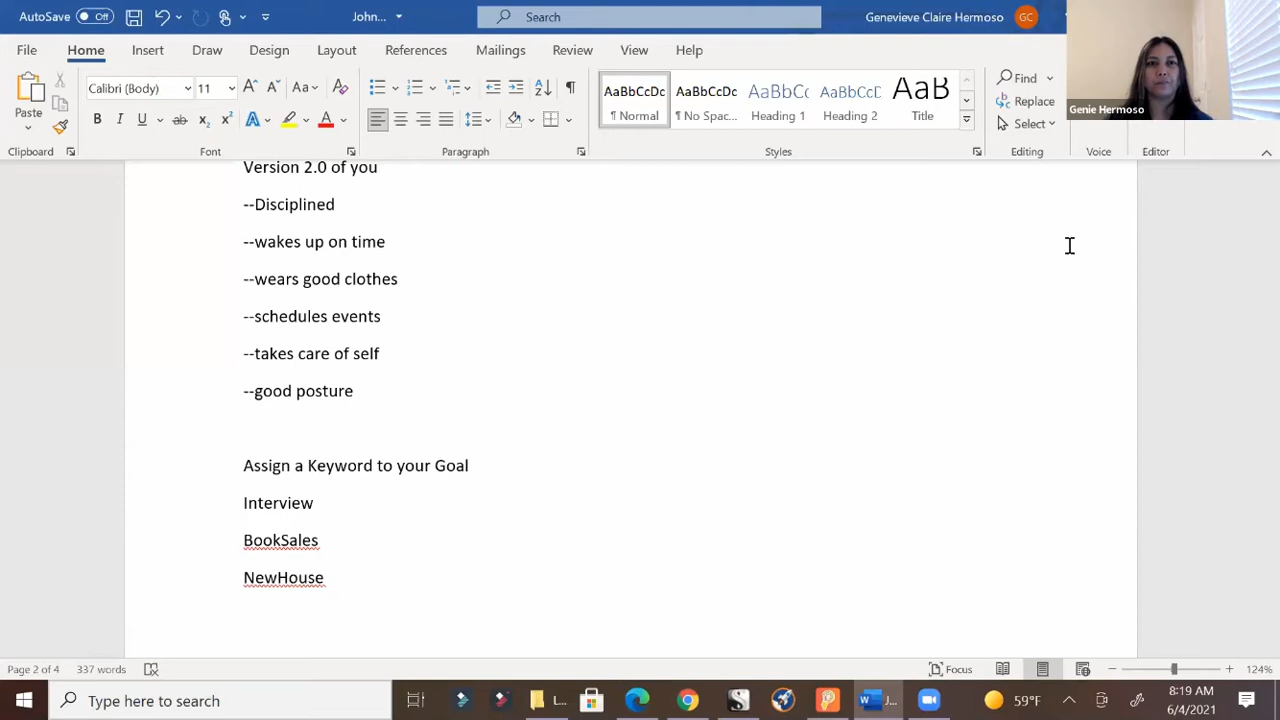 AutoSave Off John... Search Genevieve Claire Hermoso GC
File Home Insert Draw Design Layout References Mailings Review View Help
Genie Hermoso
Paste
Calibri (Body) 11 Aa
AaBbCcDc AaBbCcDc AaBbC AaBbCcD AaB
¶ Normal ¶ No Spac... Heading 1 Heading 2 Title
Find
Replace
Select
Clipboard Font Paragraph Styles Editing Voice Editor
Version 2.0 of you
--Disciplined
--wakes up on time
--wears good clothes
--schedules events
--takes care of self
--good posture
Assign a Keyword to your Goal
Interview
BookSales
NewHouse
Page 2 of 4 337 words Focus 124%
Type here to search L... J... 59°F 8:19 AM
6/4/2021